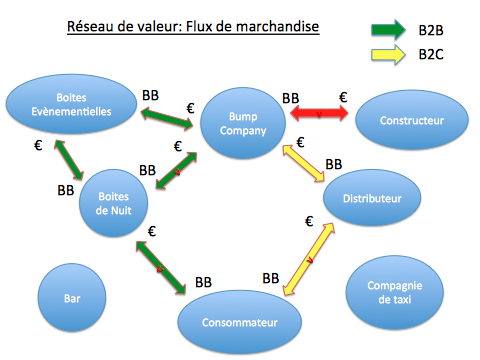 Réseau de valeur: Flux de marchandise
B2B
B2C
Boites
Evènementielles
BB
€
Bump
Company
BB
€
Constructeur
€
BB
BB
€
€
BB
Boites
de Nuit
Distributeur
€
€
BB
BB
Bar
Consommateur
Compagnie
de taxi